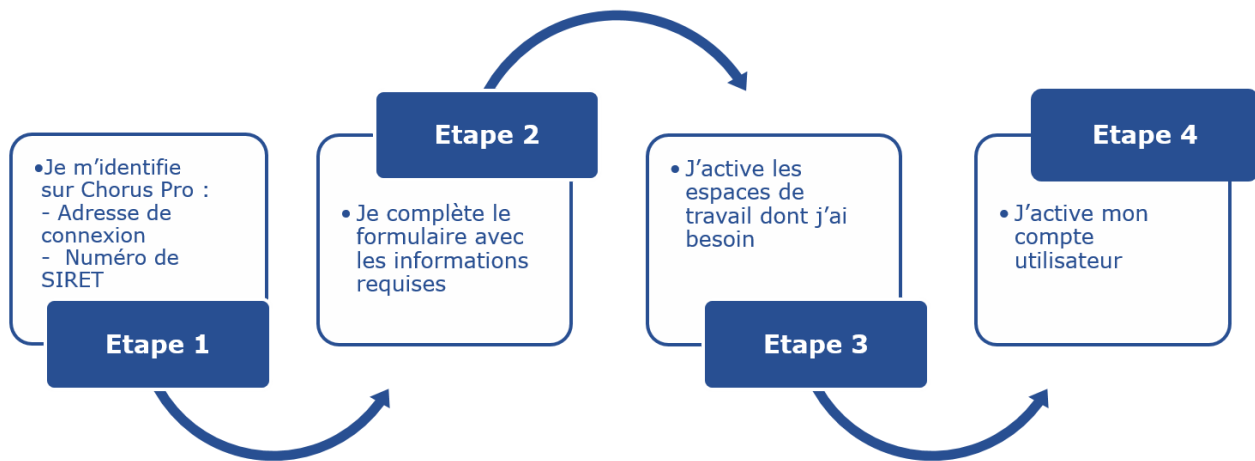 •Je m’identifie
sur Chorus Pro :
- Adresse de
connexion
- Numéro de
SIRET
Etape 1
Etape 2
• Je complète le
formulaire avec
les informations
requises
• J’active les
espaces de
travail dont j’ai
besoin
Etape 3
Etape 4
• J’active mon
compte
utilisateur